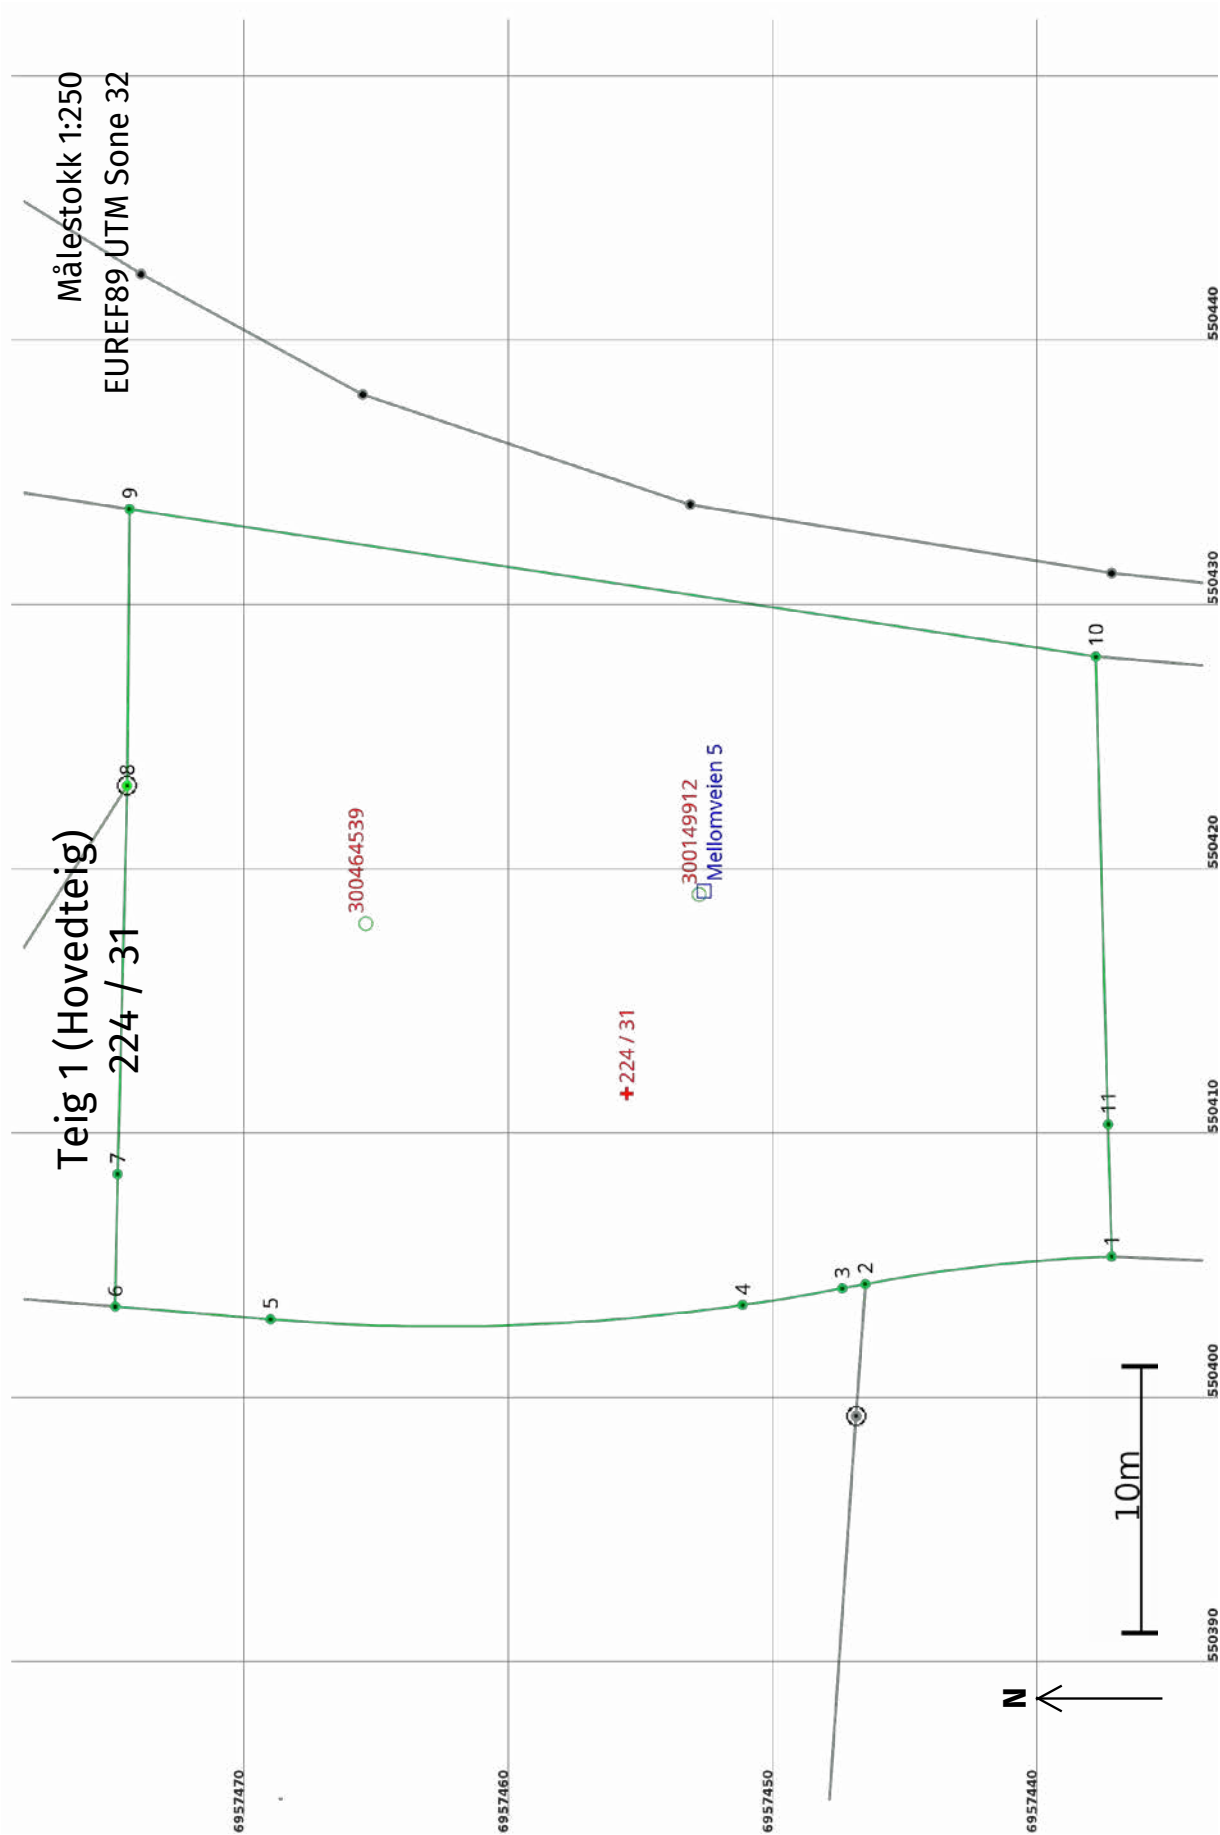 Teig 1 (Hovedteig)
224 / 31
Målestokk 1:250
EUREF89 UTM Sone 32
6
7
8
9
5
300464539
6957470
6957460
+224 / 31
300149912
Mellomveien 5
4
3
2
6957450
10
11
1
6957440
N
10m
550390
550400
550410
550420
550430
550440